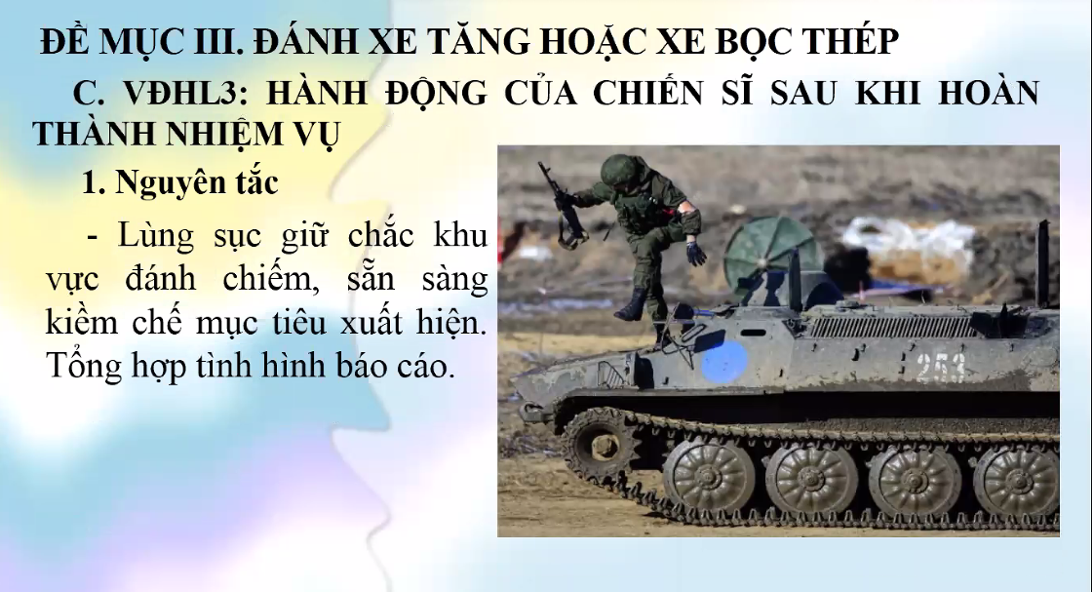 ĐỀ MỤC III. ĐÁNH XE TĂNG HOẶC XE BỌC THÉP
C. VĐHL3: HÀNH ĐỘNG CỦA CHIẾN SĨ SAU KHI HOÀN
THÀNH NHIỆM VỤ
1. Nguyên tắc
- Lùng sục giữ chắc khu
vực đánh chiếm, sẵn sàng
kiềm chế mục tiêu xuất hiện.
Tổng hợp tình hình báo cáo.
253